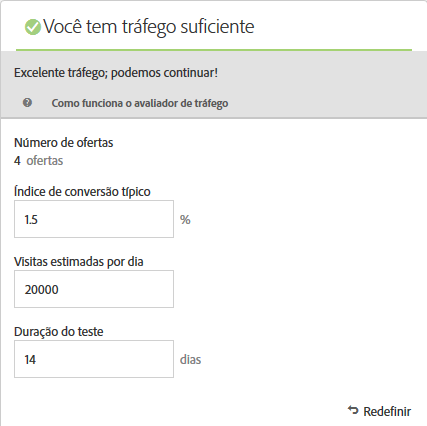 Você tem tráfego suficiente
Excelente tráfego; podemos continuar!
? Como funciona o avaliador de tráfego
Número de ofertas
4 ofertas
Índice de conversão típico
1.5 %
Visitas estimadas por dia
20000
Duração do teste
14 dias
Redefinir